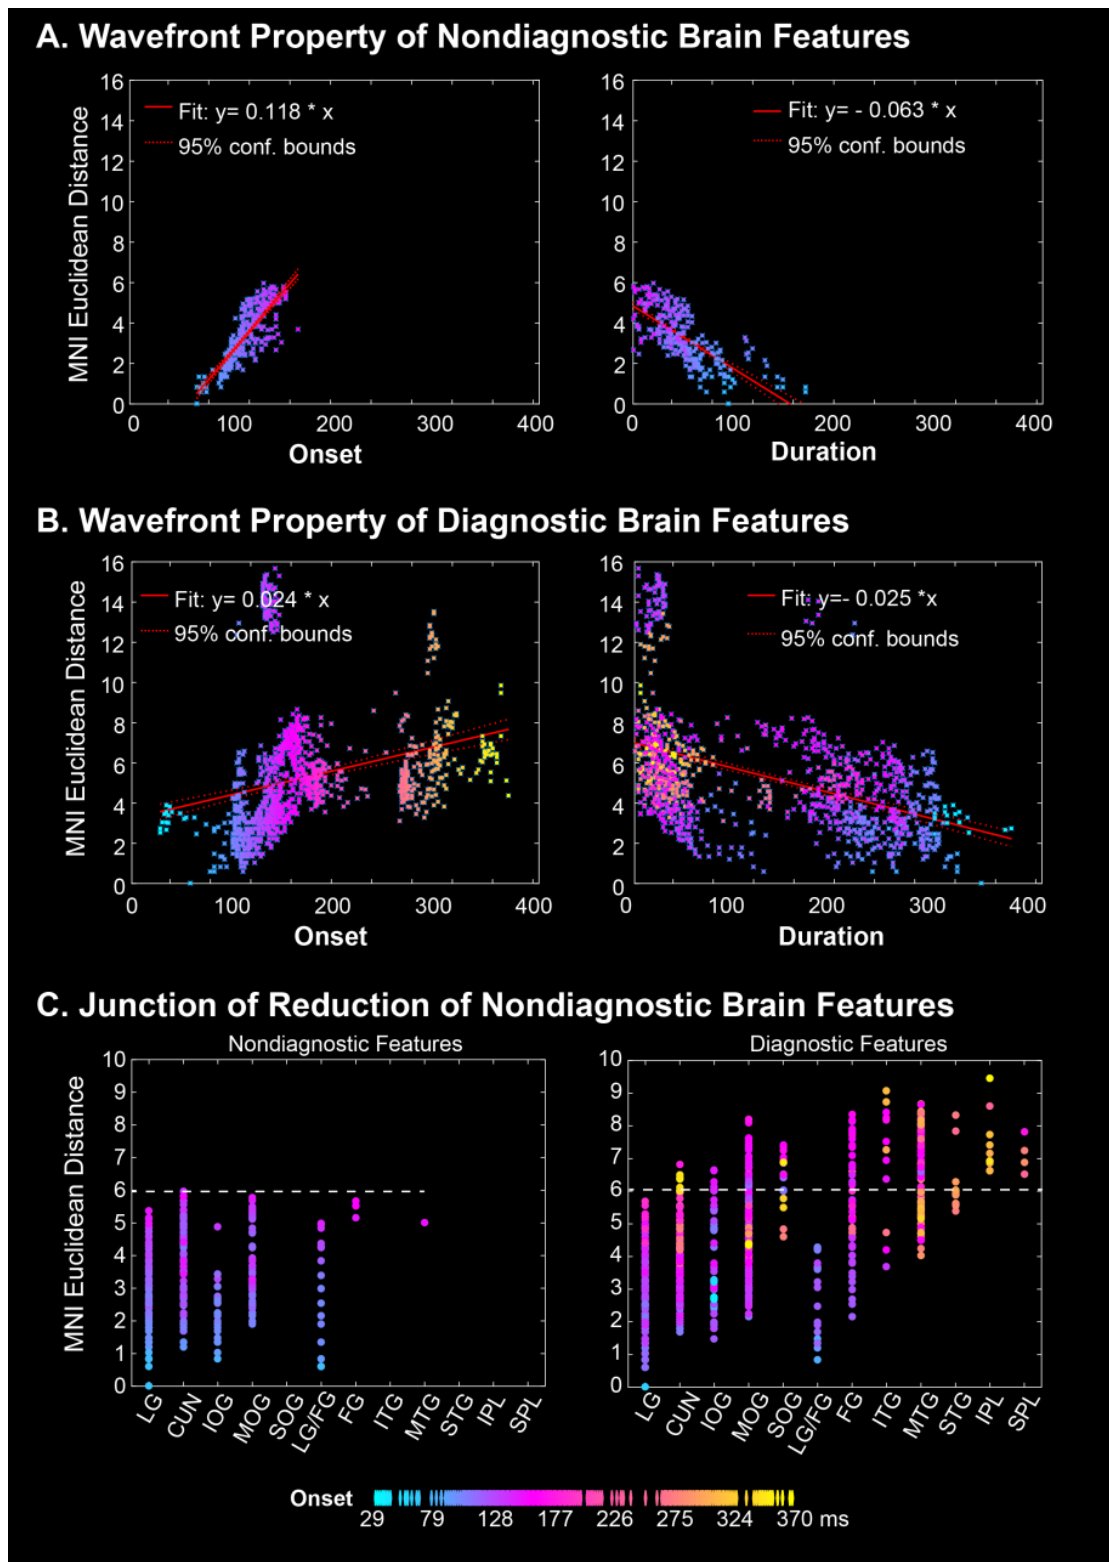 A. Wavefront Property of Nondiagnostic Brain Features
MNI Euclidean Distance
16
14
12
10
8
6
4
2
0
Fit: y= 0.118 * x
95% conf. bounds
0 100 200 300 400
Onset
Fit: y= - 0.063 * x
95% conf. bounds
16
14
12
10
8
6
4
2
0
0 100 200 300 400
Duration
B. Wavefront Property of Diagnostic Brain Features
MNI Euclidean Distance
16
14
12
10
8
6
4
2
0
Fit: y= 0.024 * x
95% conf. bounds
0 100 200 300 400
Onset
16
14
12
10
8
6
4
2
0
Fit: y=- 0.025 *x
95% conf. bounds
0 100 200 300 400
Duration
C. Junction of Reduction of Nondiagnostic Brain Features
Nondiagnostic Features
MNI Euclidean Distance
10
9
8
7
6
5
4
3
2
1
0
LG CUN IOG MOG SOG LG/FG FG ITG MTG STG IPL SPL
Diagnostic Features
10
9
8
7
6
5
4
3
2
1
0
LG CUN IOG MOG SOG LG/FG FG ITG MTG STG IPL SPL
Onset
29 79 128 177 226 275 324 370 ms